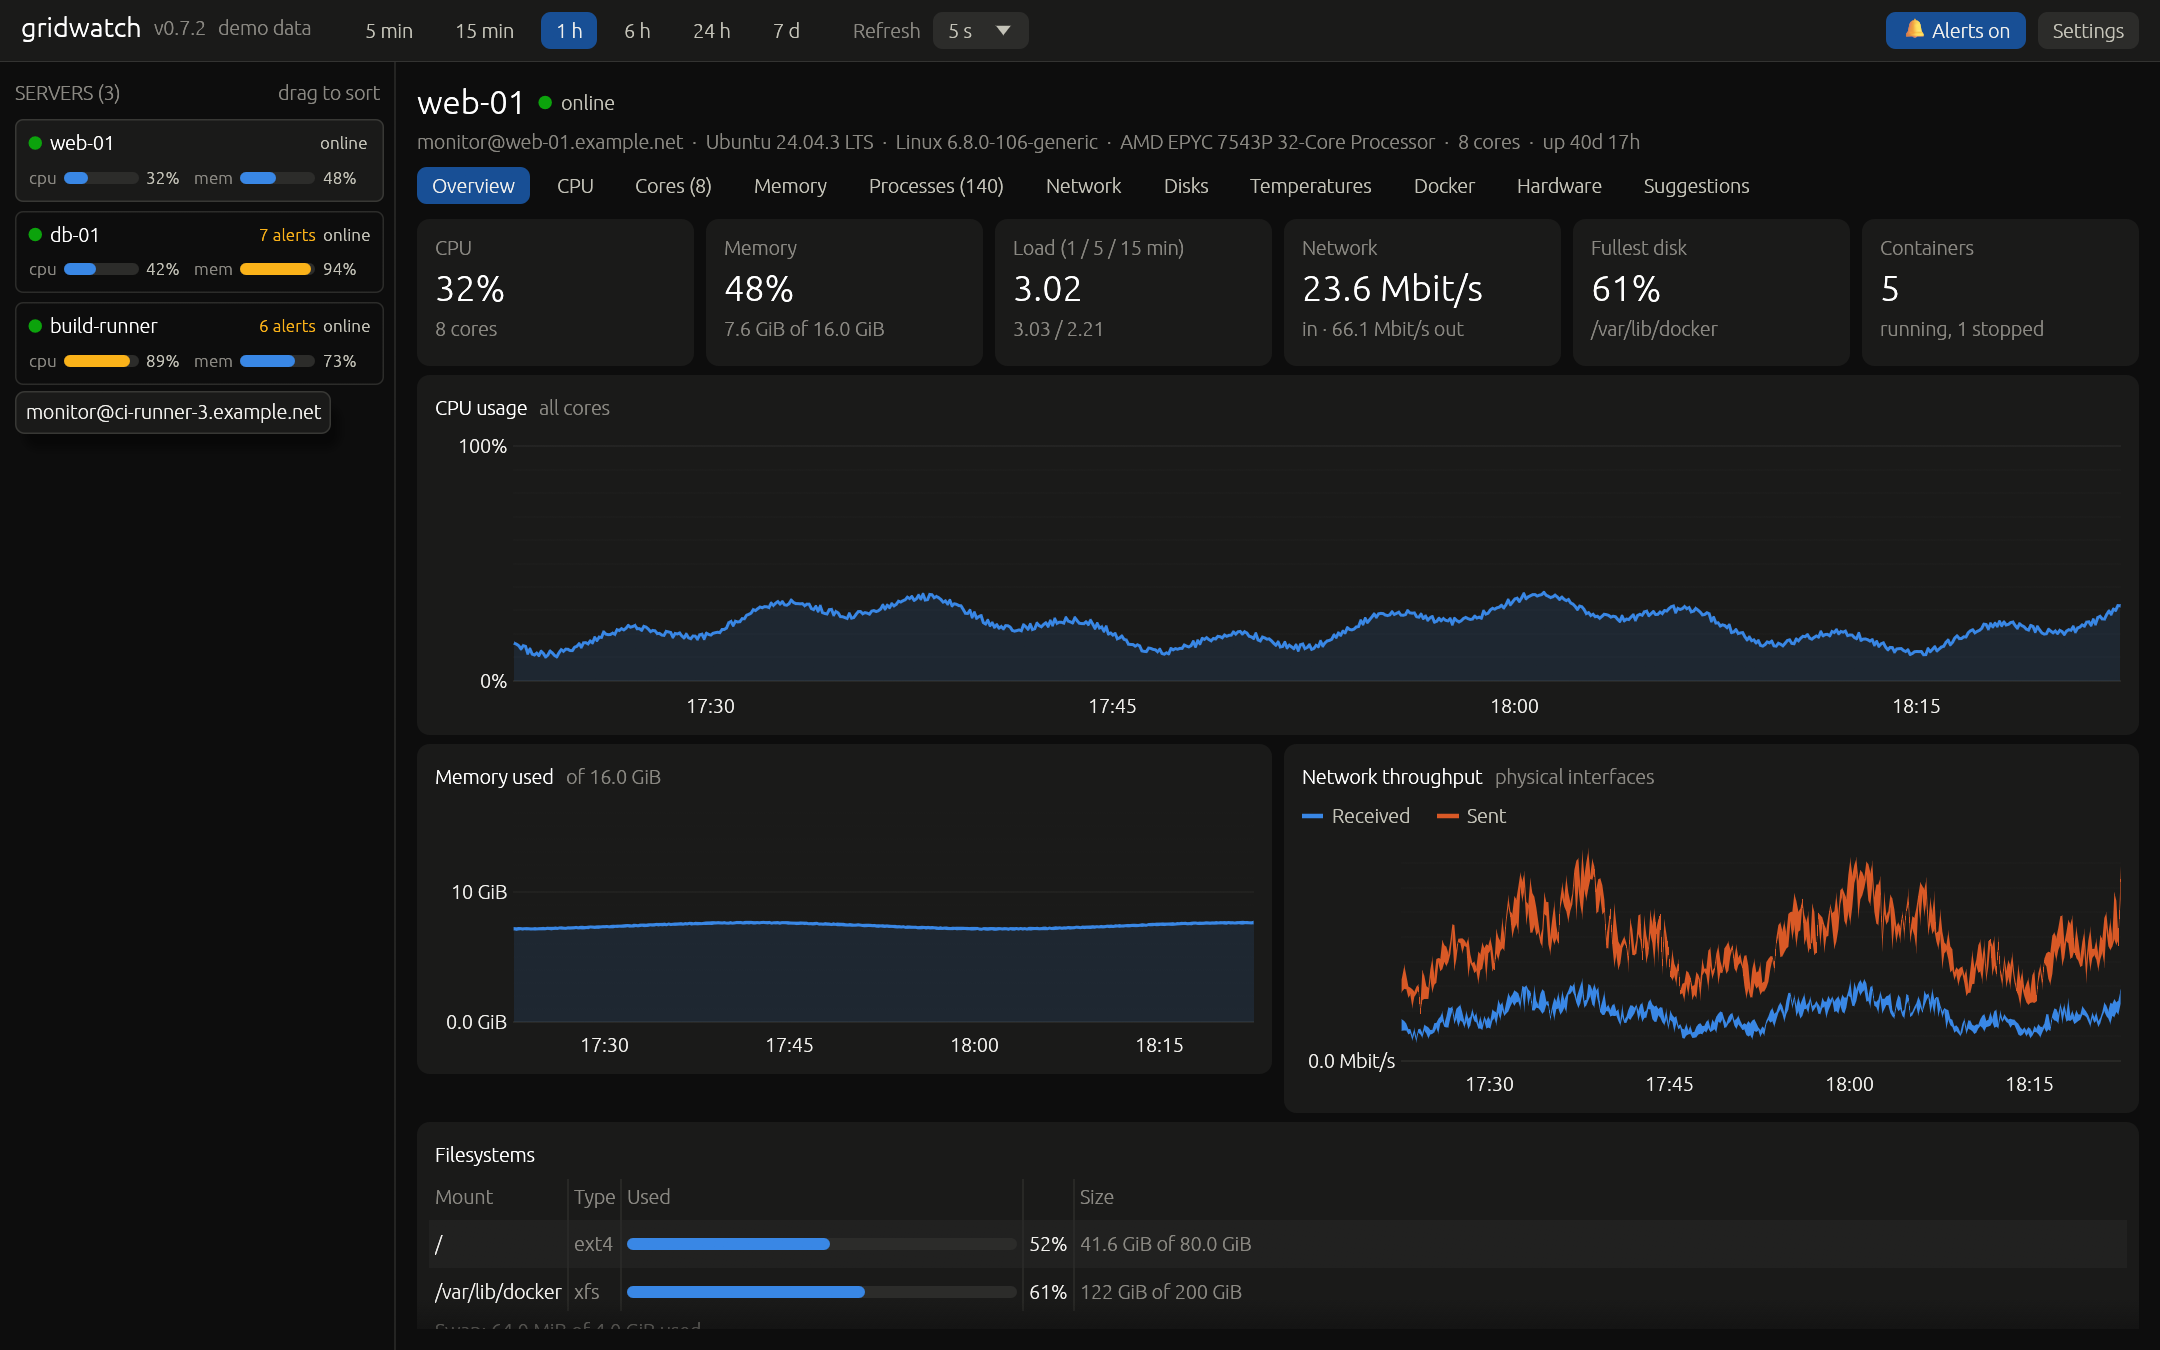 gridwatch v0.7.2 demo data 5 min 15 min 1 h 6 h 24 h 7 d Refresh 5 s Alerts on Settings
SERVERS (3) drag to sort
web-01 online
cpu 32% mem 48%
db-01 7 alerts online
cpu 42% mem 94%
build-runner 6 alerts online
cpu 89% mem 73%
monitor@ci-runner-3.example.net
web-01 online
monitor@web-01.example.net · Ubuntu 24.04.3 LTS · Linux 6.8.0-106-generic · AMD EPYC 7543P 32-Core Processor · 8 cores · up 40d 17h
Overview CPU Cores (8) Memory Processes (140) Network Disks Temperatures Docker Hardware Suggestions
CPU
32%
8 cores
Memory
48%
7.6 GiB of 16.0 GiB
Load (1 / 5 / 15 min)
3.02
3.03 / 2.21
Network
23.6 Mbit/s
in · 66.1 Mbit/s out
Fullest disk
61%
/var/lib/docker
Containers
5
running, 1 stopped
CPU usage all cores
100%
0%
17:30 17:45 18:00 18:15
Memory used of 16.0 GiB
10 GiB
0.0 GiB
17:30 17:45 18:00 18:15
Network throughput physical interfaces
Received Sent
0.0 Mbit/s
17:30 17:45 18:00 18:15
Filesystems
Mount Type Used Size
/ ext4 52% 41.6 GiB of 80.0 GiB
/var/lib/docker xfs 61% 122 GiB of 200 GiB
Swap: 64.0 MiB of 4.0 GiB used